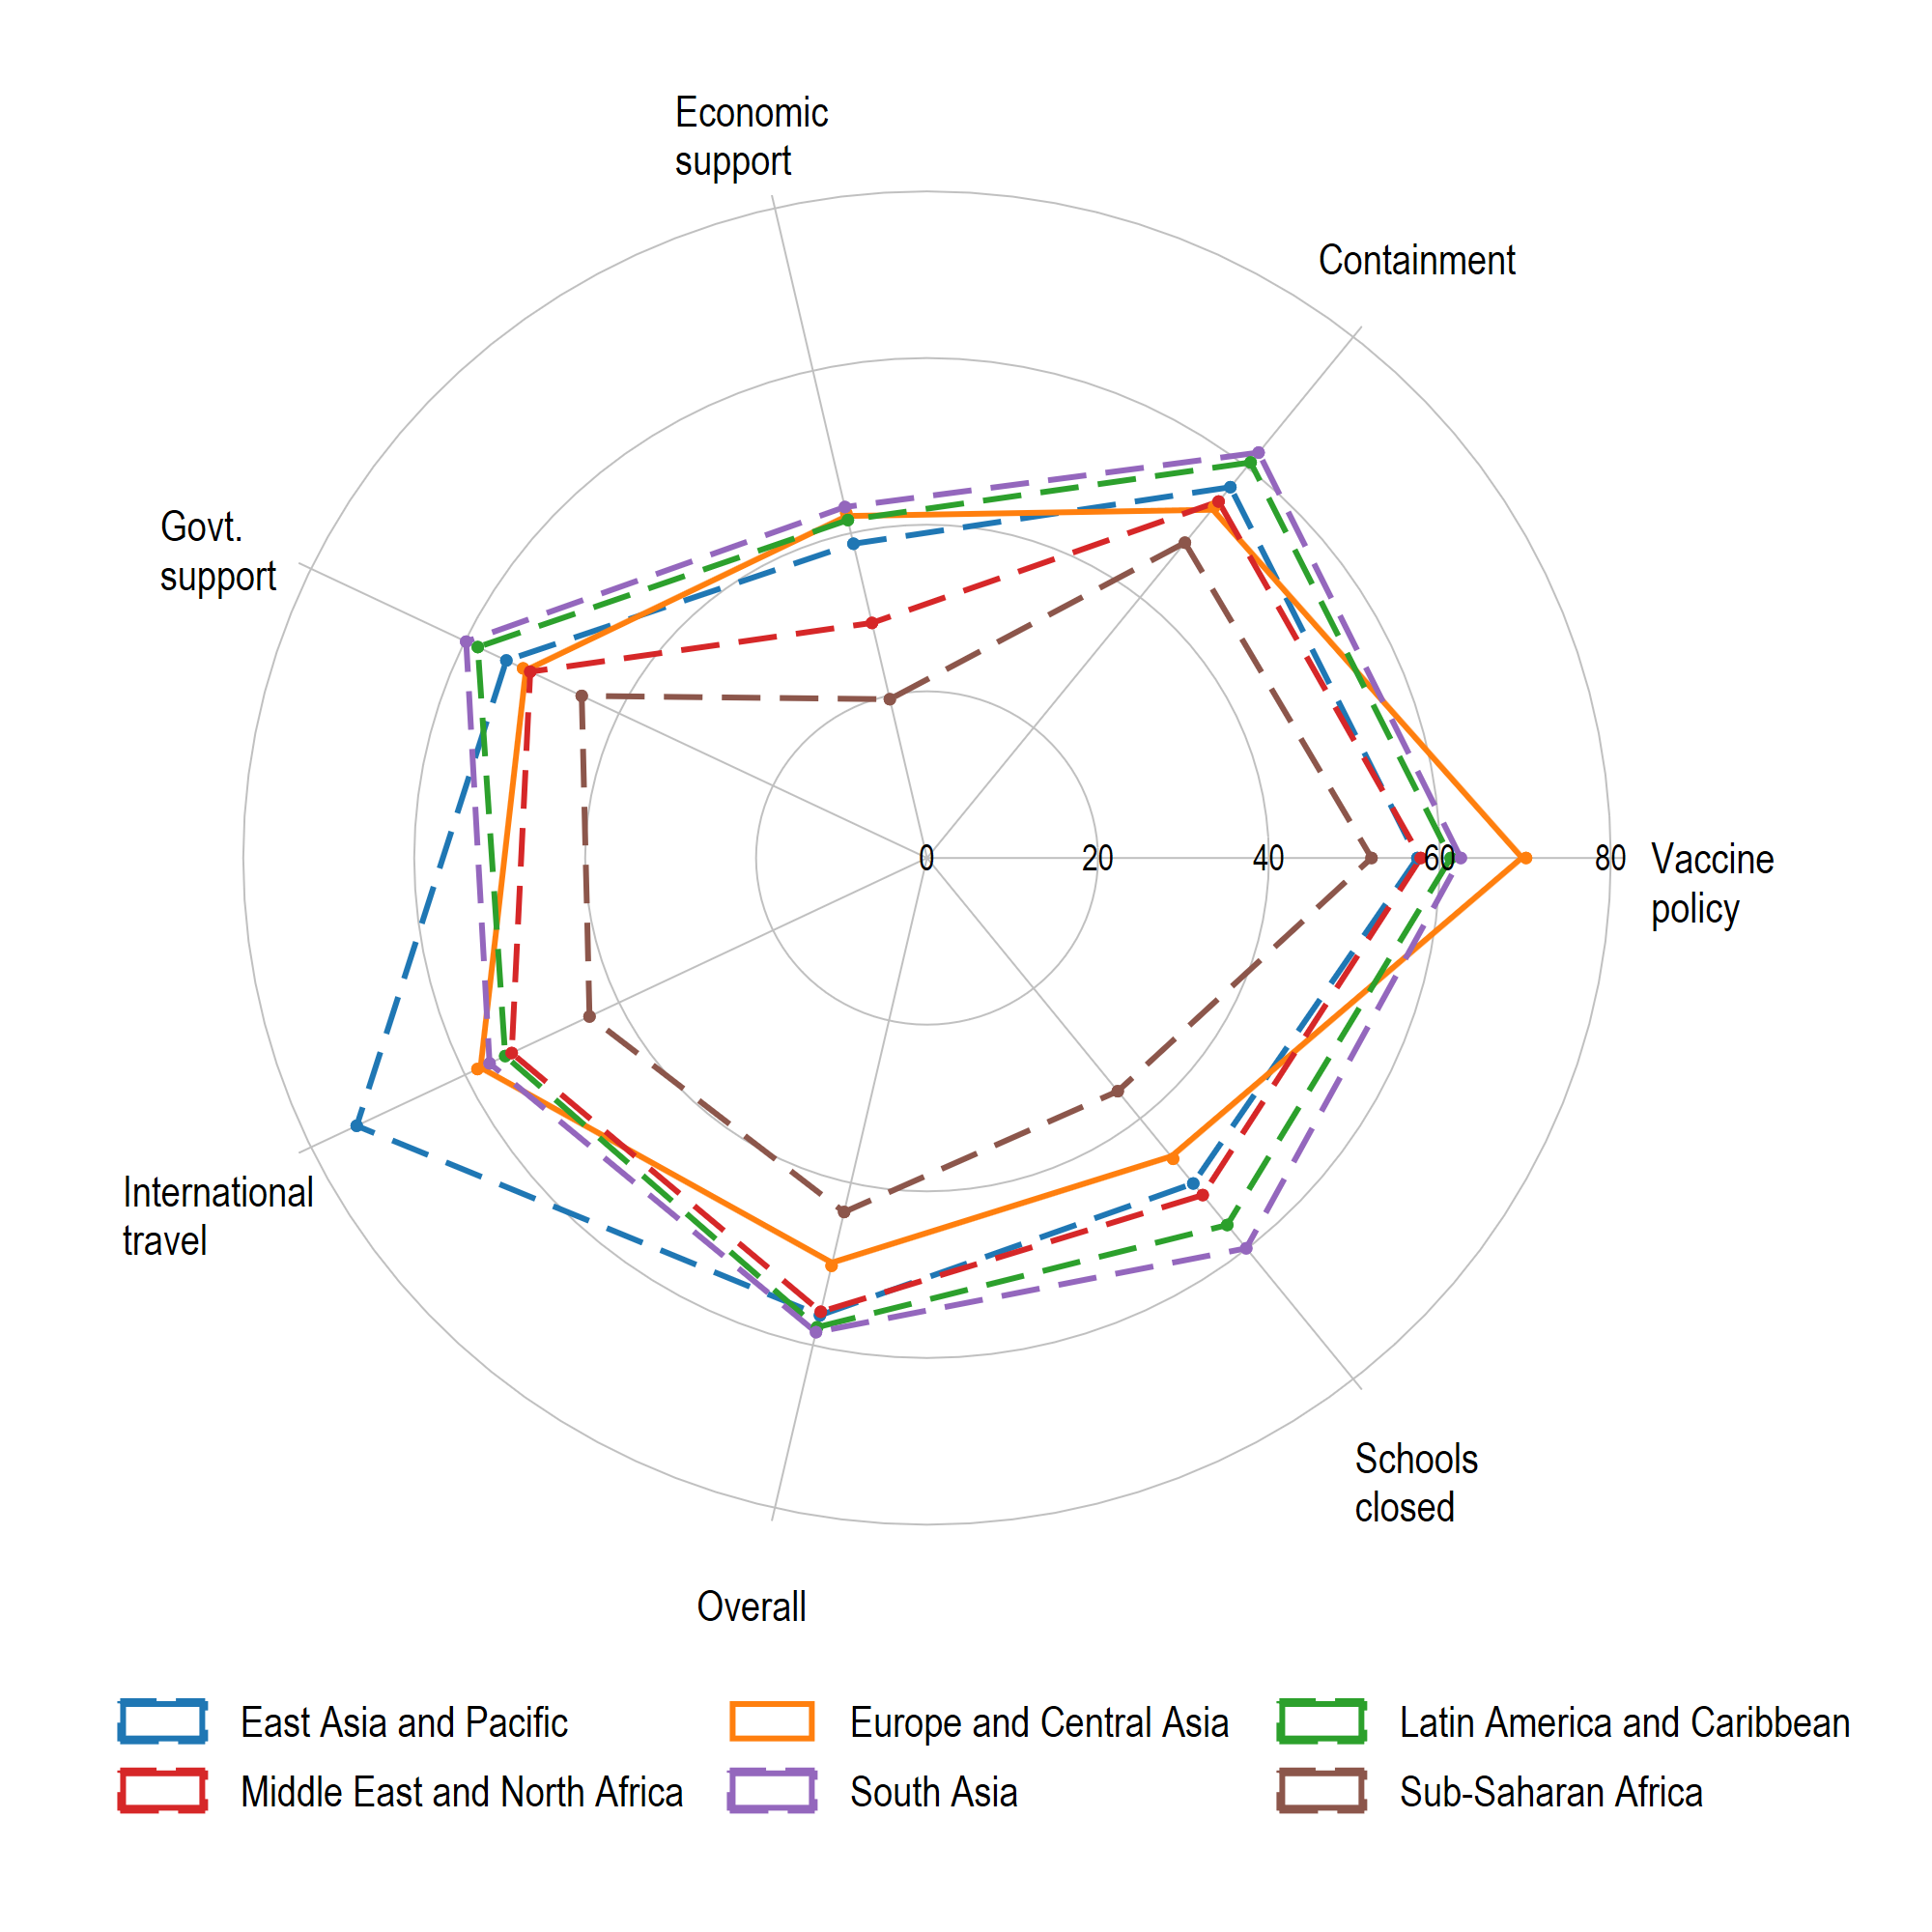 Economic
support
Containment
Govt.
support
0
20
40
60
80
Vaccine
policy
International
travel
Schools
closed
Overall
East Asia and Pacific
Europe and Central Asia
Latin America and Caribbean
Middle East and North Africa
South Asia
Sub-Saharan Africa